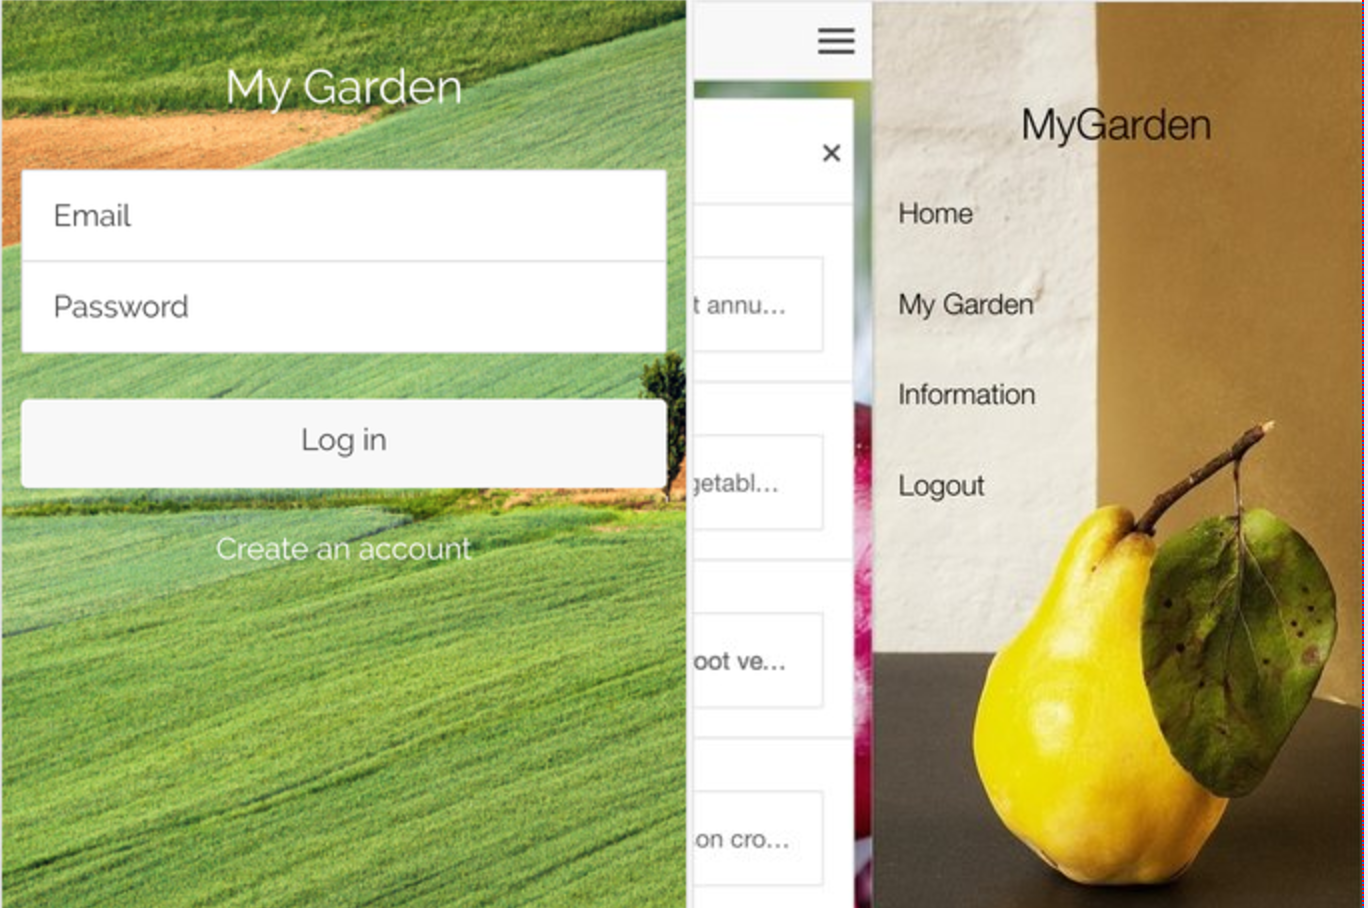 My Garden
Email
Password
Log in
Create an account
t annu...
getabl...
oot ve...
on cro...
MyGarden
Home
My Garden
Information
Logout